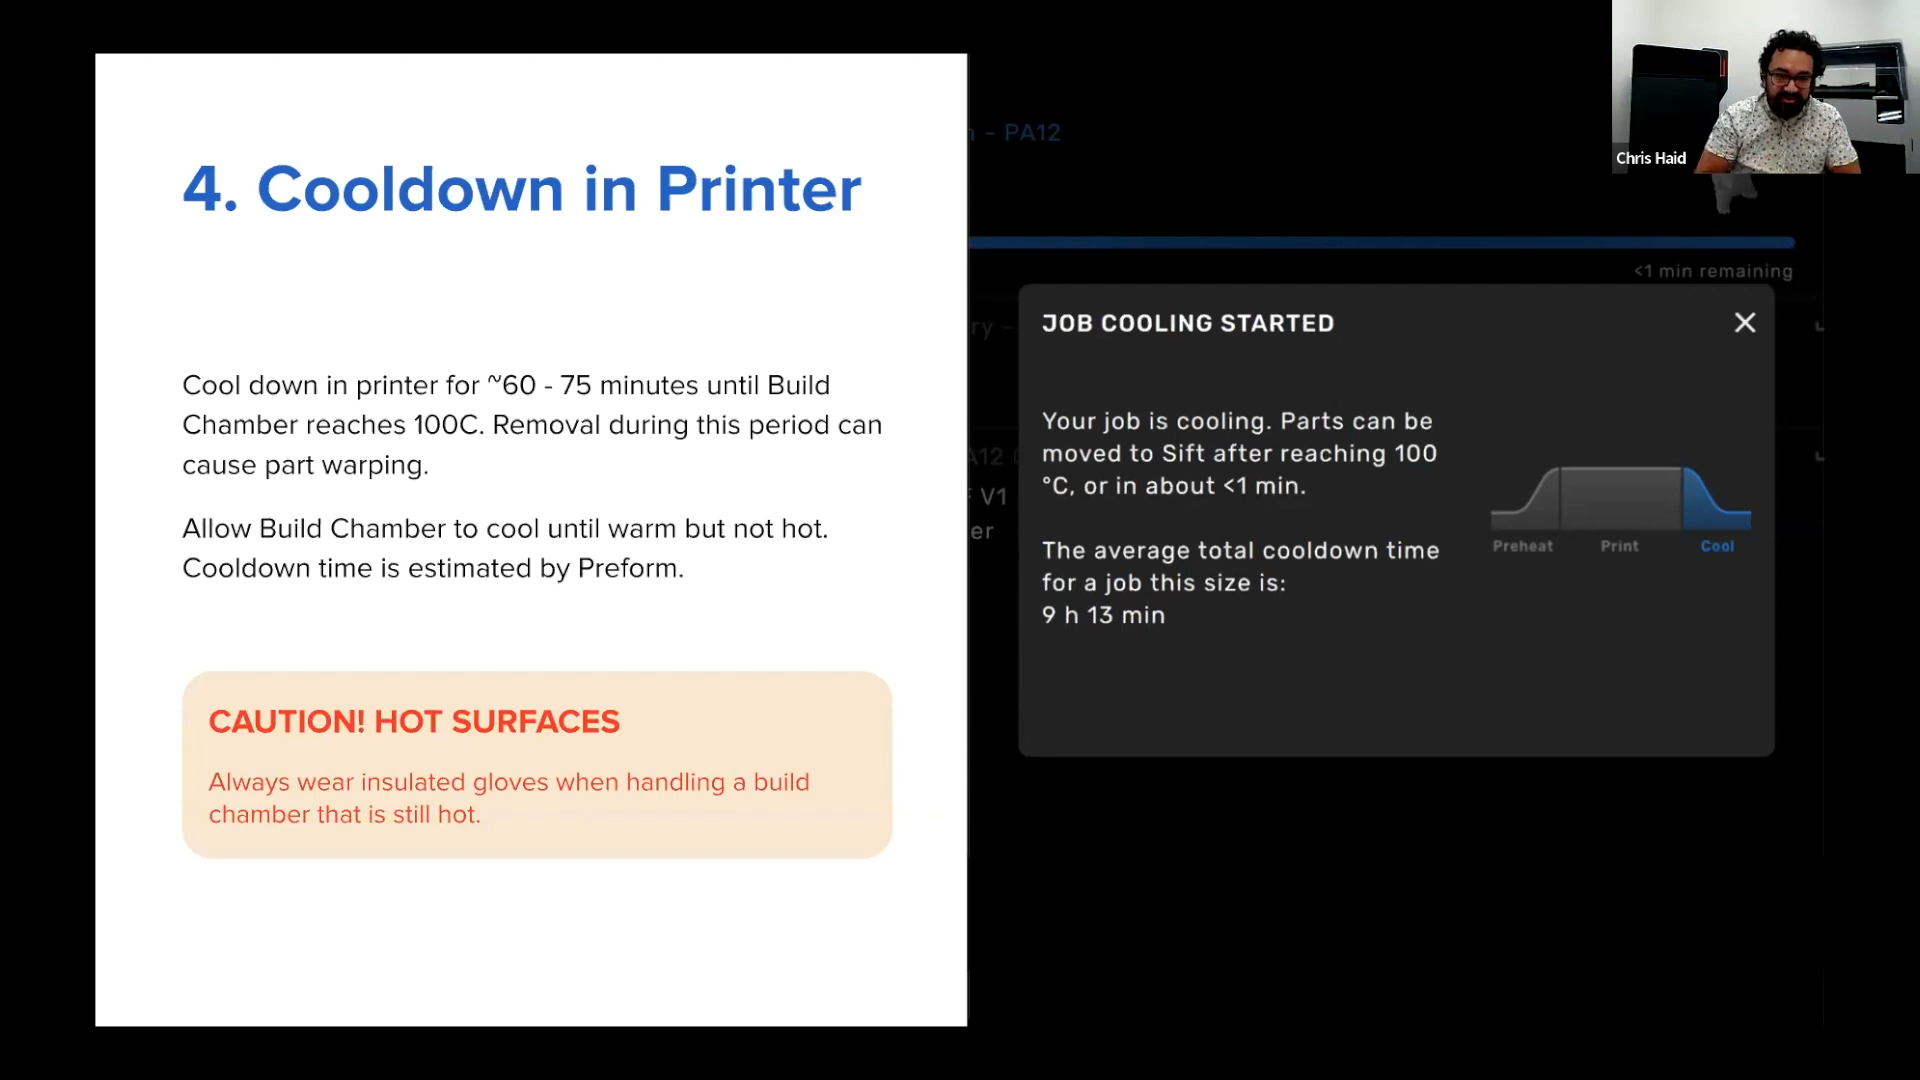 4. Cooldown in Printer
Cool down in printer for ~60 - 75 minutes until Build
Chamber reaches 100C. Removal during this period can
cause part warping.
Allow Build Chamber to cool until warm but not hot.
Cooldown time is estimated by Preform.
CAUTION! HOT SURFACES
Always wear insulated gloves when handling a build
chamber that is still hot.
- PA12
<1 min remaining
JOB COOLING STARTED
Your job is cooling. Parts can be
moved to Sift after reaching 100
°C, or in about <1 min.
The average total cooldown time
for a job this size is:
9 h 13 min
Preheat Print Cool
V1
Chris Haid